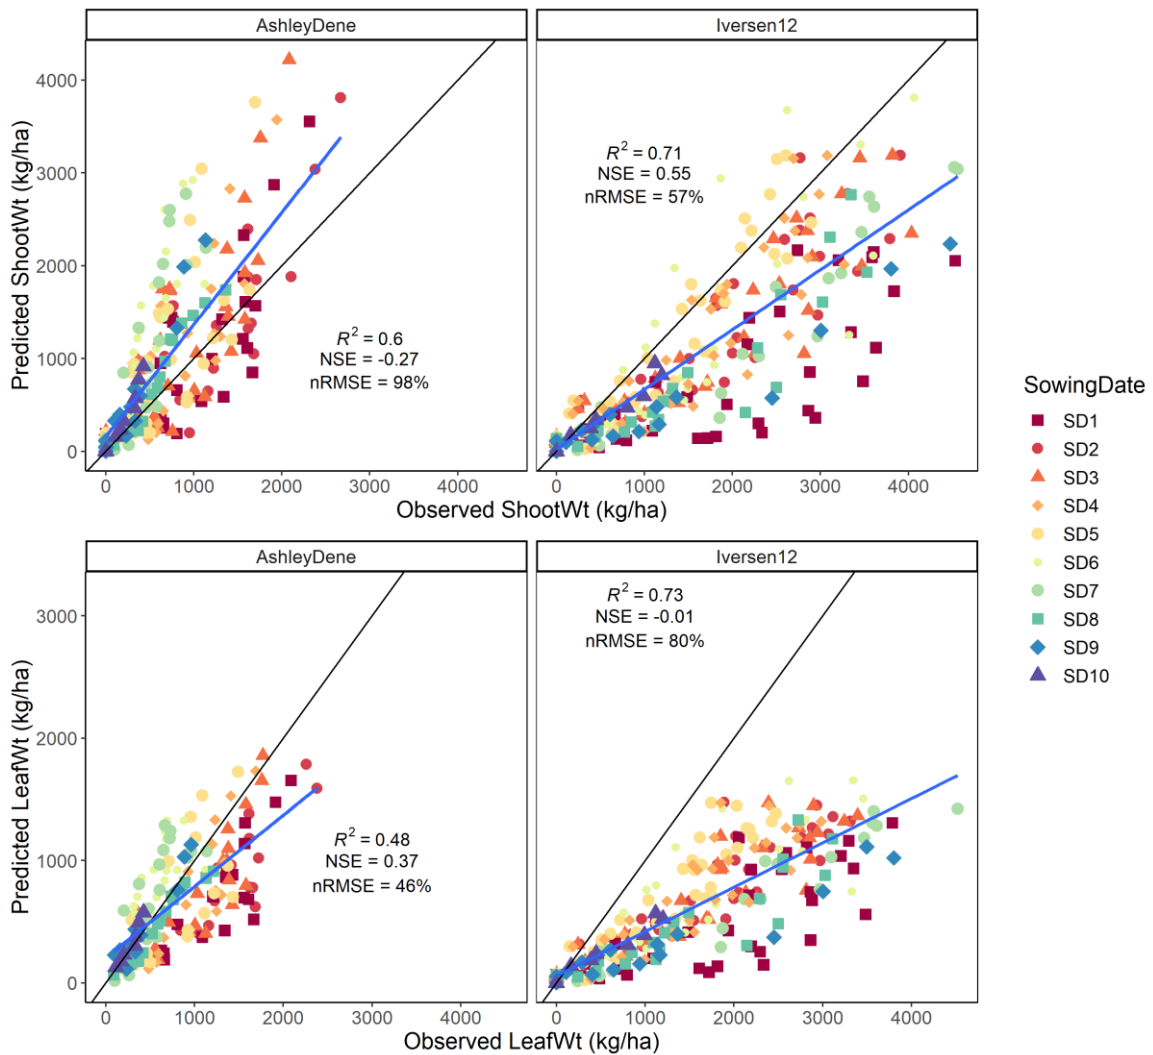 AshleyDene
Iversen12
Predicted ShootWt (kg/ha)
4000
3000
2000
1000
0
R² = 0.6
NSE = -0.27
nRMSE = 98%
R² = 0.71
NSE = 0.55
nRMSE = 57%
0 1000 2000 3000 4000
0 1000 2000 3000 4000
Observed ShootWt (kg/ha)
AshleyDene
Iversen12
Predicted LeafWt (kg/ha)
3000
2000
1000
0
R² = 0.48
NSE = 0.37
nRMSE = 46%
R² = 0.73
NSE = -0.01
nRMSE = 80%
0 1000 2000 3000 4000
0 1000 2000 3000 4000
Observed LeafWt (kg/ha)
SowingDate
SD1
SD2
SD3
SD4
SD5
SD6
SD7
SD8
SD9
SD10